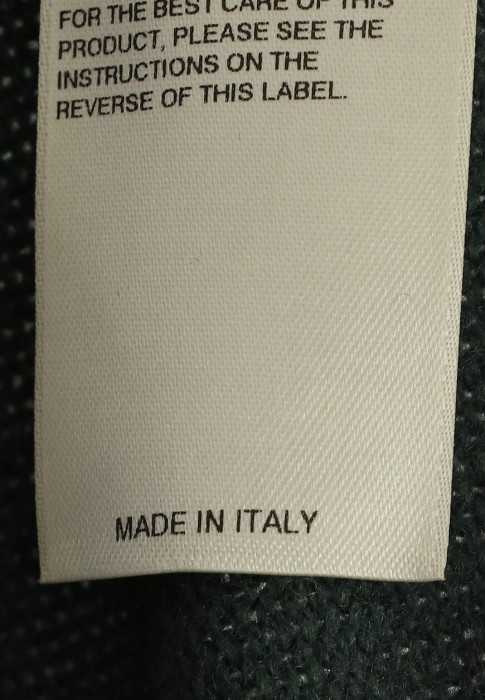 FOR THE BEST CARE OF THIS
PRODUCT, PLEASE SEE THE
INSTRUCTIONS ON THE
REVERSE OF THIS LABEL.
MADE IN ITALY